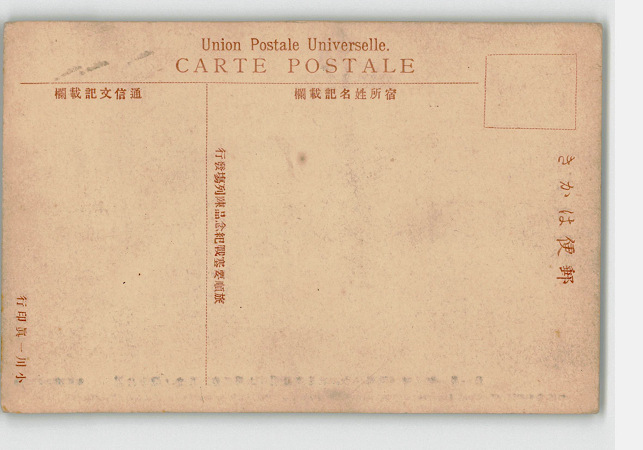 Union Postale Universelle.
CARTE POSTALE
郵便はかき
宿所姓名記載欄
通信文記載欄
旅順要塞戰紀念品陳列場發行
小川一眞印行